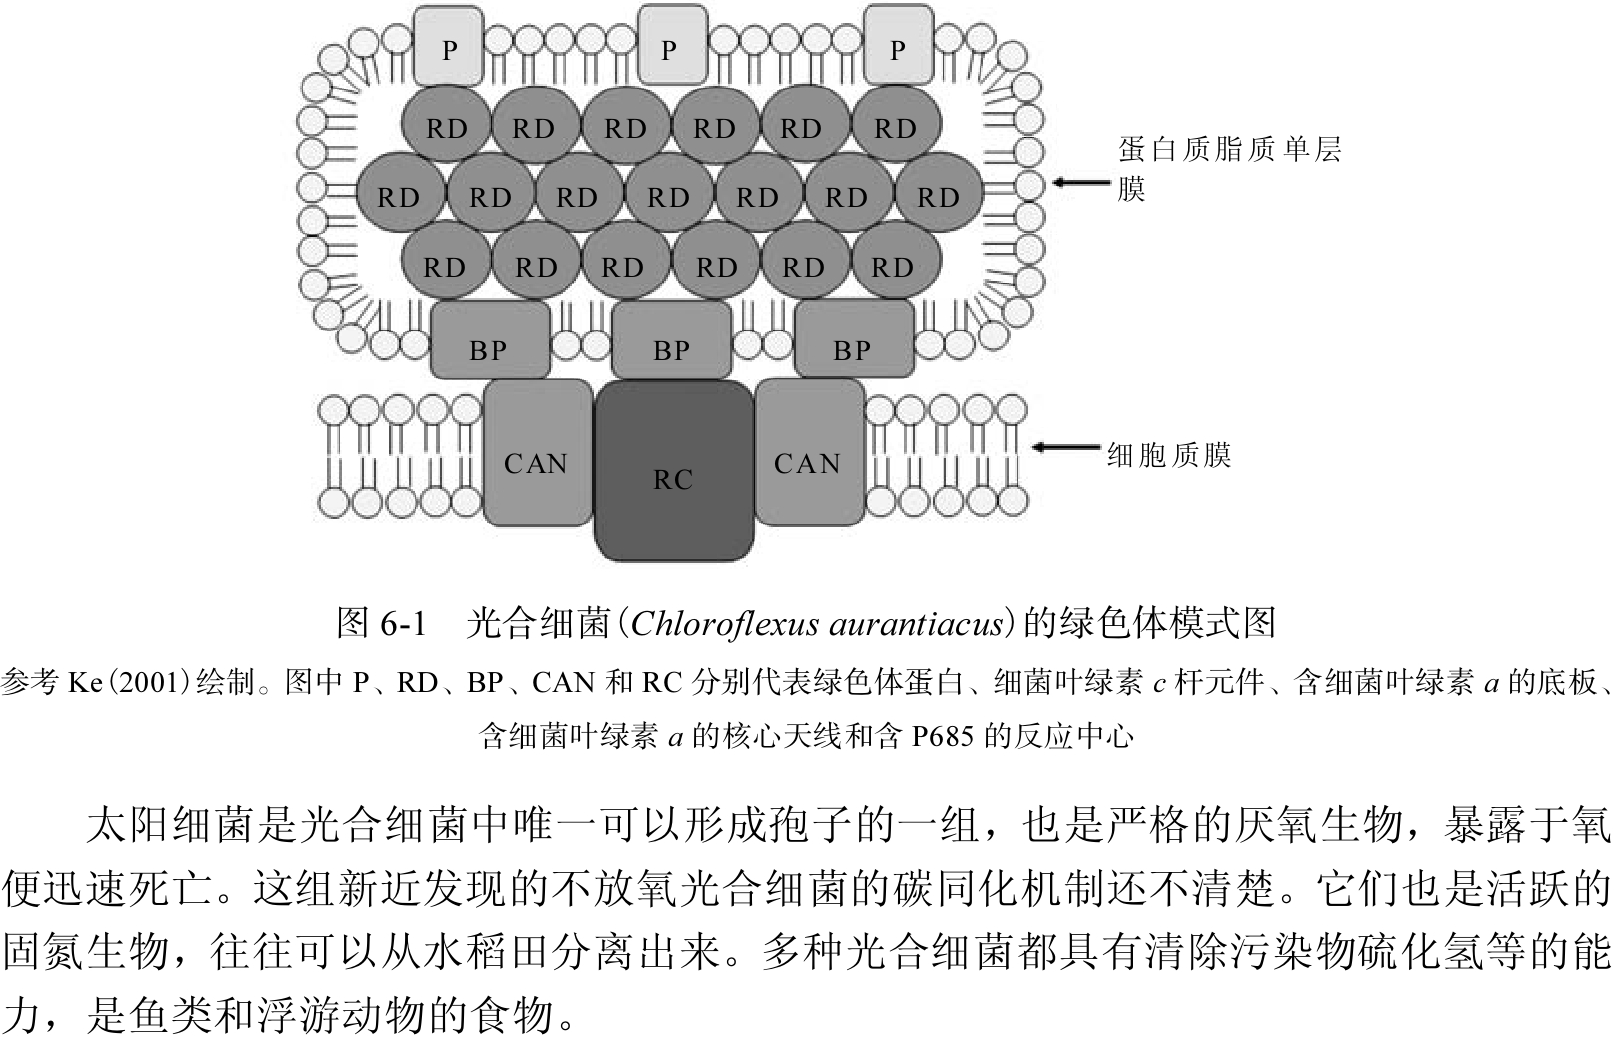 P P P
RD RD RD RD RD RD
RD RD RD RD RD RD RD
RD RD RD RD RD RD
BP BP BP
CAN RC CAN
蛋白质脂质单层
膜
细胞质膜
图 6-1 光合细菌(Chloroflexus aurantiacus)的绿色体模式图
参考 Ke(2001)绘制。图中 P、RD、BP、CAN 和 RC 分别代表绿色体蛋白、细菌叶绿素 c 杆元件、含细菌叶绿素 a 的底板、
含细菌叶绿素 a 的核心天线和含 P685 的反应中心
太阳细菌是光合细菌中唯一可以形成孢子的一组，也是严格的厌氧生物，暴露于氧
便迅速死亡。这组新近发现的不放氧光合细菌的碳同化机制还不清楚。它们也是活跃的
固氮生物，往往可以从水稻田分离出来。多种光合细菌都具有清除污染物硫化氢等的能
力，是鱼类和浮游动物的食物。